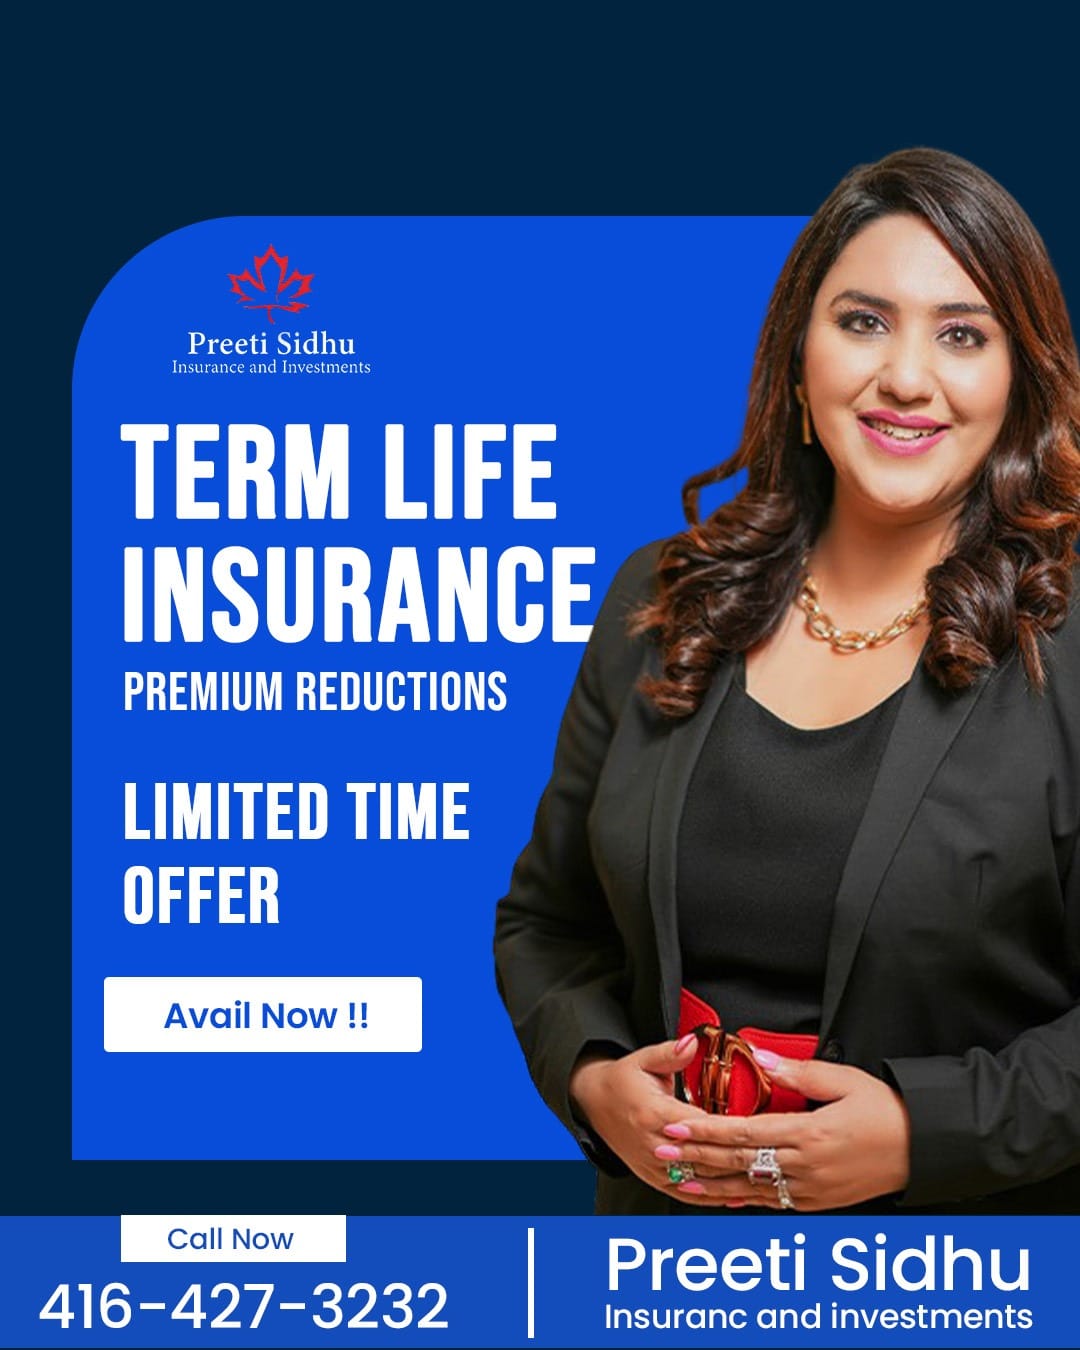 Preeti Sidhu
Insurance and Investments
TERM LIFE
INSURANCE
PREMIUM REDUCTIONS
LIMITED TIME
OFFER
Avail Now !!
Call Now
416-427-3232
Preeti Sidhu
Insuranc and investments